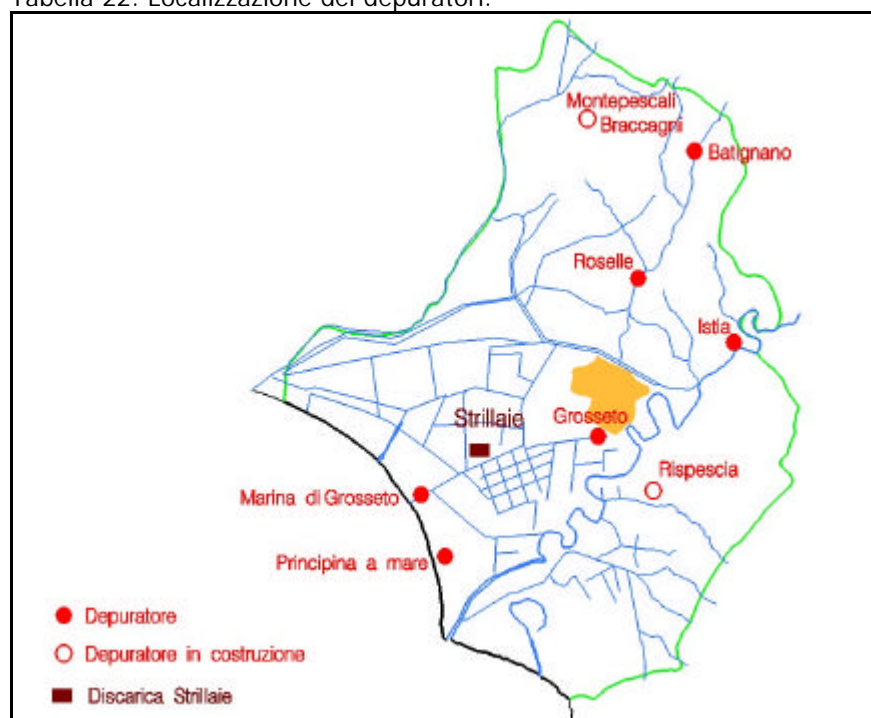 Tabella 22: Localizzazione dei depuratori.
Montepescali
Braccagni
Batignano
Roselle
Istia
Strillaie
Grosseto
Rispescia
Marina di Grosseto
Principina a mare
Depuratore
Depuratore in costruzione
Discarica Strillaie